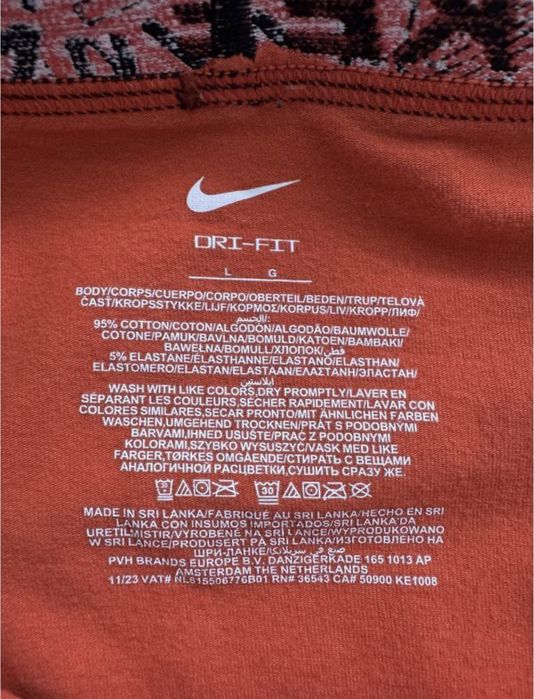 DRI-FIT
L G
BODY/CORPS/CUERPO/CORPO/OBERTEIL/BEDEN/TRUP/TELOVÁ
ČASŤ/KROPSSTYKKE/LIJF/ΚΟΡΜΟΣ/KORPUS/LIV/KROPP/ЛИФ/
الجسم:
95% COTTON/COTON/ALGODÓN/ALGODÃO/BAUMWOLLE/
COTONE/PAMUK/BAVLNA/BOMULD/KATOEN/BAMBAKI/
BAWEŁNA/BOMULL/ХЛОПОК/قطن
5% ELASTANE/ÉLASTHANNE/ELASTANO/ELASTHAN/
ELASTOMERO/ELASTAN/ELASTAAN/ΕΛΑΣΤΑΝΗ/ЭЛАСТАН/
ايلاستين
WASH WITH LIKE COLORS,DRY PROMPTLY/LAVER EN
SÉPARANT LES COULEURS,SÉCHER RAPIDEMENT/LAVAR CON
COLORES SIMILARES,SECAR PRONTO/MIT ÄHNLICHEN FARBEN
WASCHEN,UMGEHEND TROCKNEN/PRÁT S PODOBNÝMI
BARVAMI,IHNED USUŠTE/PRAĆ Z PODOBNYMI
KOLORAMI,SZYBKO WYSUSZYĆ/VASK MED LIKE
FARGER,TØRKES OMGÅENDE/СТИРАТЬ С ВЕЩАМИ
АНАЛОГИЧНОЙ РАСЦВЕТКИ,СУШИТЬ СРАЗУ ЖЕ.
30
MADE IN SRI LANKA/FABRIQUÉ AU SRI LANKA/HECHO EN SRI
LANKA CON INSUMOS IMPORTADOS/SRI LANKA'DA
ÜRETİLMİSTİR/VYROBENÉ NA SRÍ LANCE/WYPRODUKOWANO
W SRI LANCE/PRODUSERT PÅ SRI LANKA/ИЗГОТОВЛЕНО НА
ШРИ-ЛАНКЕ/صنع في سريلانكا
PVH BRANDS EUROPE B.V. DANZIGERKADE 165 1013 AP
AMSTERDAM THE NETHERLANDS
11/23 VAT# NL815506776B01 RN# 36543 CA# 50900 KE1008